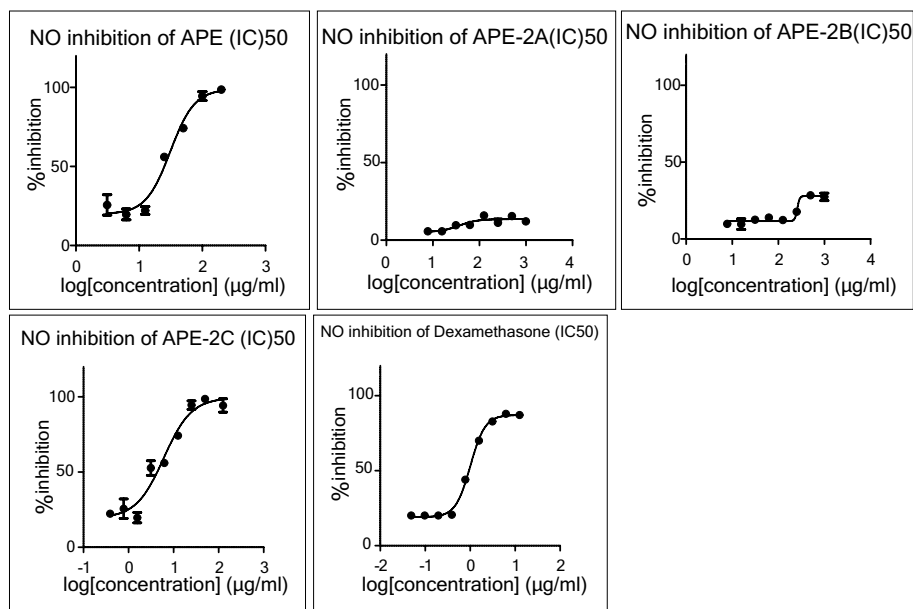 NO inhibition of APE (IC)50
%inhibition
100
50
0
0
1
2
3
log[concentration] (µg/ml)
NO inhibition of APE-2A(IC)50
%inhibition
100
50
0
0
1
2
3
4
log[concentration] (µg/ml)
NO inhibition of APE-2B(IC)50
%inhibition
100
50
0
0
1
2
3
4
log[concentration] (µg/ml)
NO inhibition of APE-2C (IC)50
%inhibition
100
50
0
-1
0
1
2
3
log[concentration] (µg/ml)
NO inhibition of Dexamethasone (IC50)
%inhibition
100
50
0
-2
-1
0
1
2
log[concentration] (µg/ml)